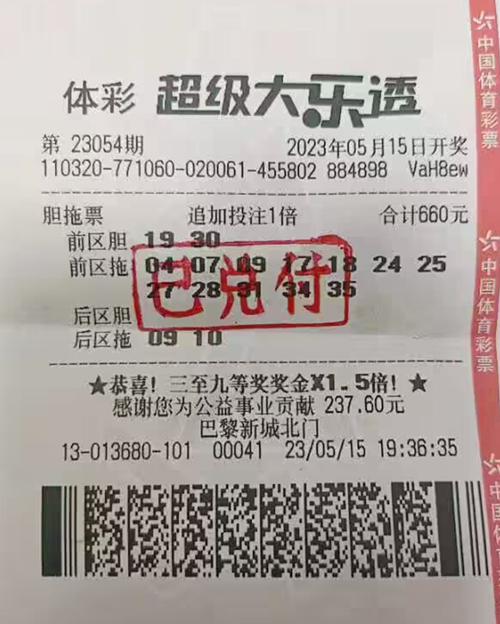 体彩 超级大乐透
第 23054期 2023年05月15日开奖
110320-771060-020061-455802 884898 VaH8ew
胆拖票 追加投注1倍 合计660元
前区胆 19 30
前区拖 04 07 09 17 18 24 25
27 28 31 34 35
后区胆
后区拖 09 10
已兑付
★恭喜！三至九等奖奖金X1.5倍！★
感谢您为公益事业贡献 237.60元
巴黎新城北门
13-013680-101 00041 23/05/15 19:36:35
中国体育彩票
中国体育彩票
中国体育